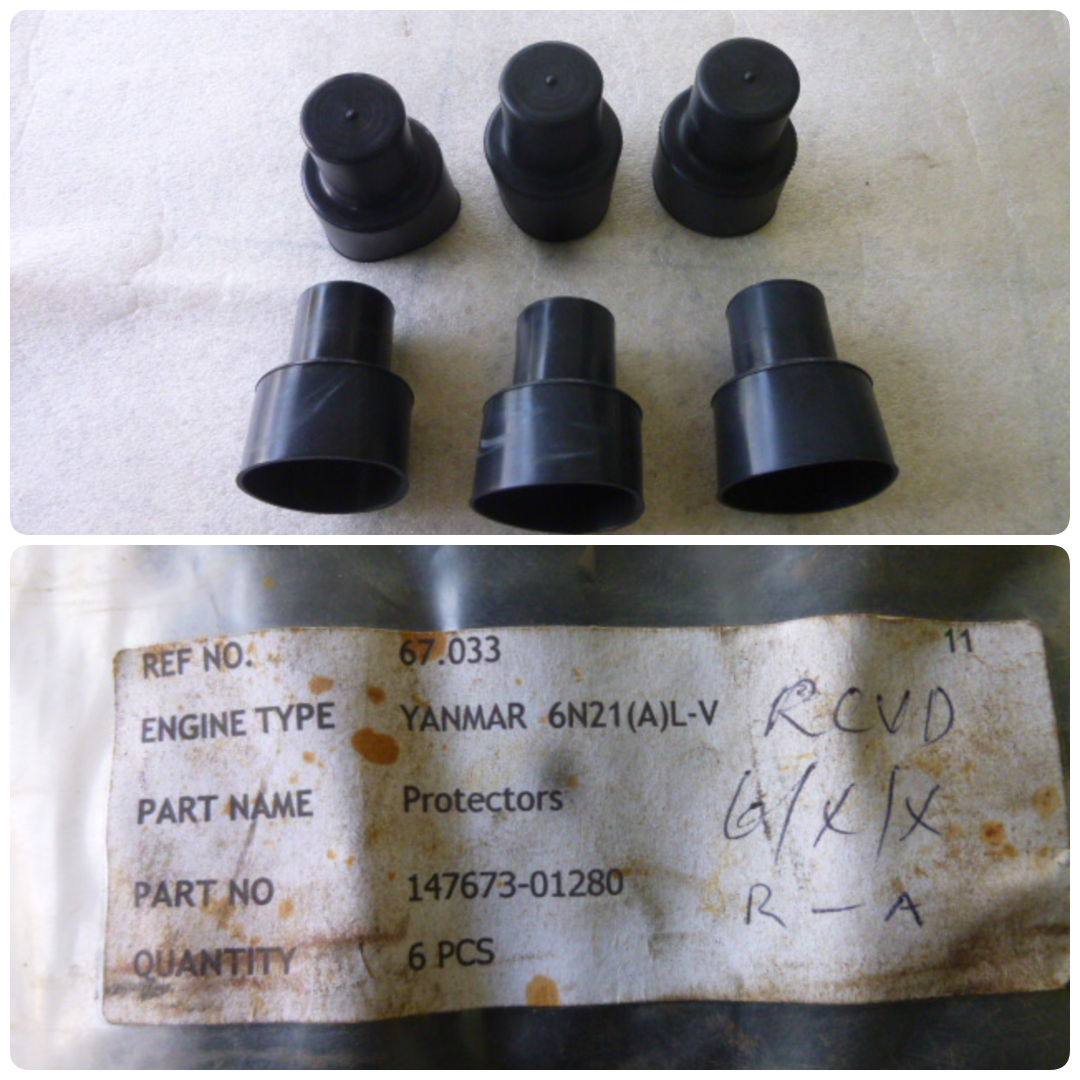 REF NO. 67.033 11
ENGINE TYPE YANMAR 6N21(A)L-V RCVD
PART NAME Protectors 6/X/X
PART NO 147673-01280 R - A
QUANTITY 6 PCS